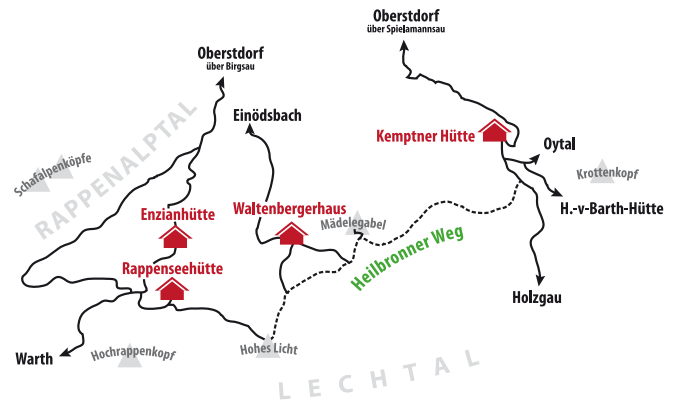 Oberstdorf
über Spielamannsau
Oberstdorf
über Birgsau
Einödsbach
Kemptner Hütte
Oytal
RAPPENALPTAL
Schafalpenköpfe
Krottenkopf
H.-v-Barth-Hütte
Enzianhütte
Waltenbergerhaus
Mädelegabel
Heilbronner Weg
Rappenseehütte
Holzgau
Warth
Hochrappenkopf
Hohes Licht
LECHTAL